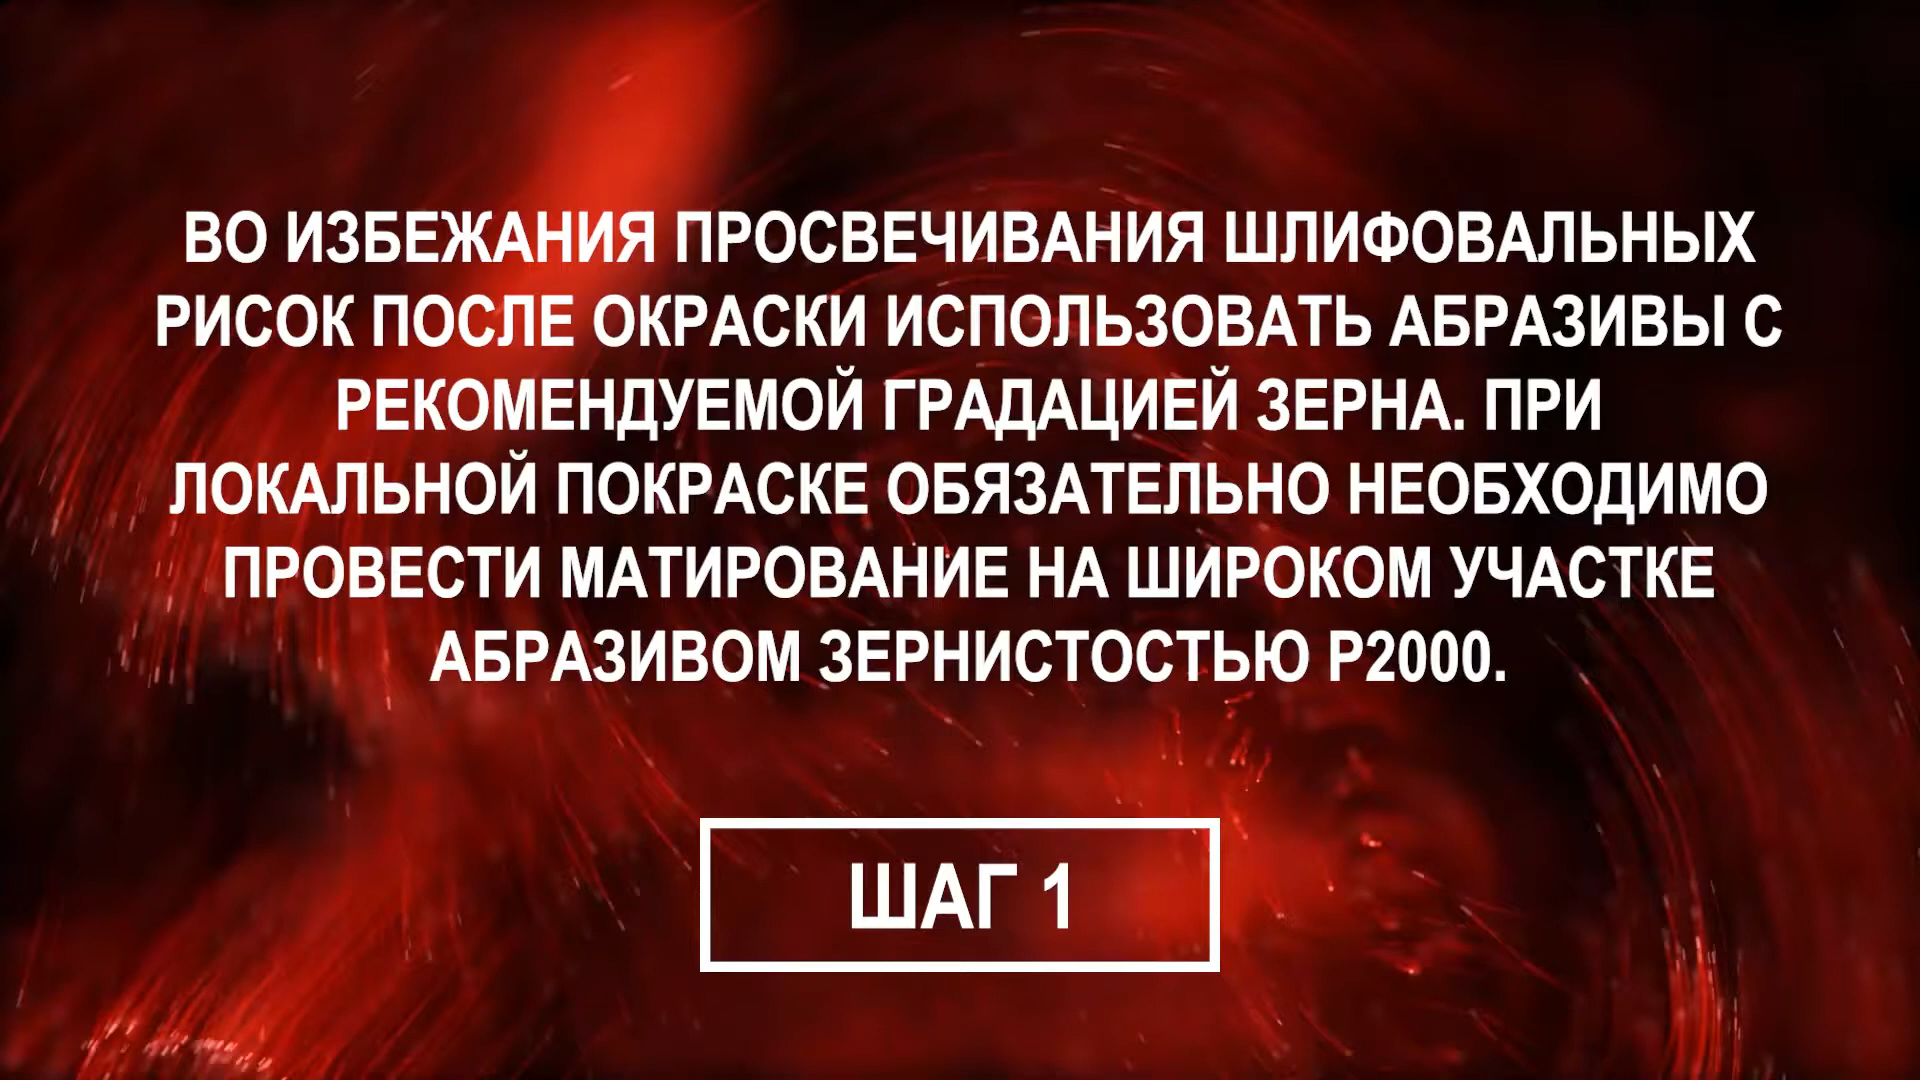 ВО ИЗБЕЖАНИЯ ПРОСВЕЧИВАНИЯ ШЛИФОВАЛЬНЫХ
РИСОК ПОСЛЕ ОКРАСКИ ИСПОЛЬЗОВАТЬ АБРАЗИВЫ С
РЕКОМЕНДУЕМОЙ ГРАДАЦИЕЙ ЗЕРНА. ПРИ
ЛОКАЛЬНОЙ ПОКРАСКЕ ОБЯЗАТЕЛЬНО НЕОБХОДИМО
ПРОВЕСТИ МАТИРОВАНИЕ НА ШИРОКОМ УЧАСТКЕ
АБРАЗИВОМ ЗЕРНИСТОСТЬЮ Р2000.
ШАГ 1